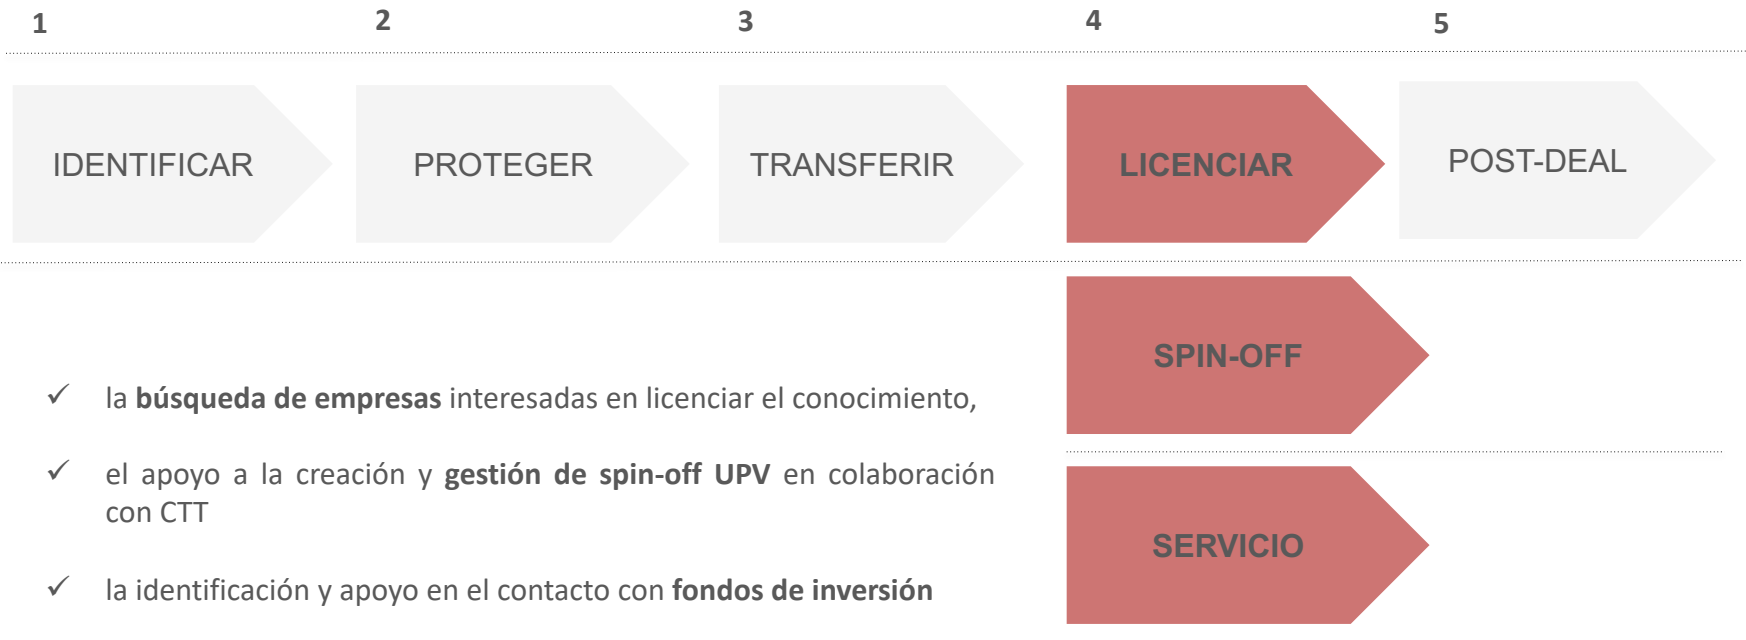 1 2 3 4 5
IDENTIFICAR PROTEGER TRANSFERIR LICENCIAR POST-DEAL
SPIN-OFF
✓ la búsqueda de empresas interesadas en licenciar el conocimiento,
✓ el apoyo a la creación y gestión de spin-off UPV en colaboración
con CTT
SERVICIO
✓ la identificación y apoyo en el contacto con fondos de inversión